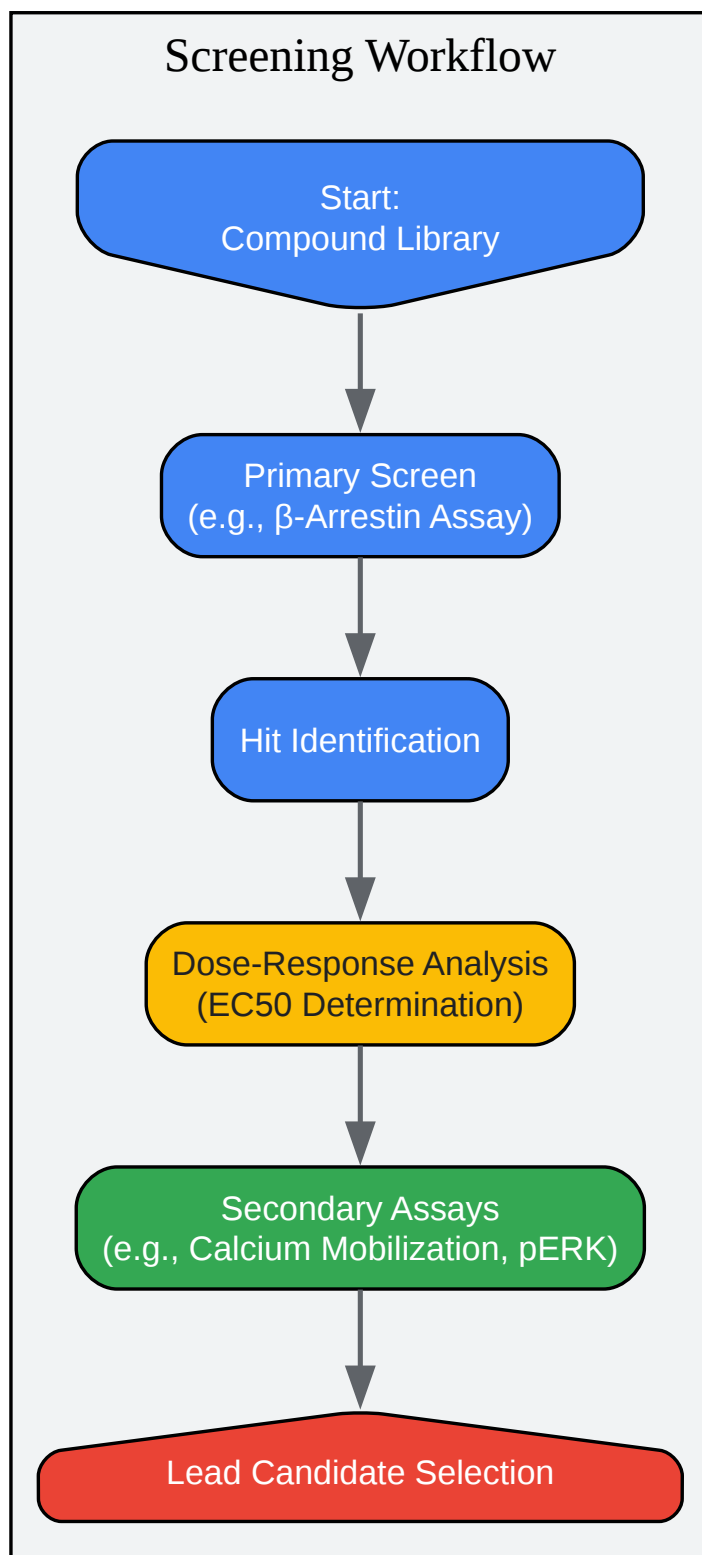 Screening Workflow
Start:
Compound Library
Primary Screen
(e.g., β-Arrestin Assay)
Hit Identification
Dose-Response Analysis
(EC50 Determination)
Secondary Assays
(e.g., Calcium Mobilization, pERK)
Lead Candidate Selection